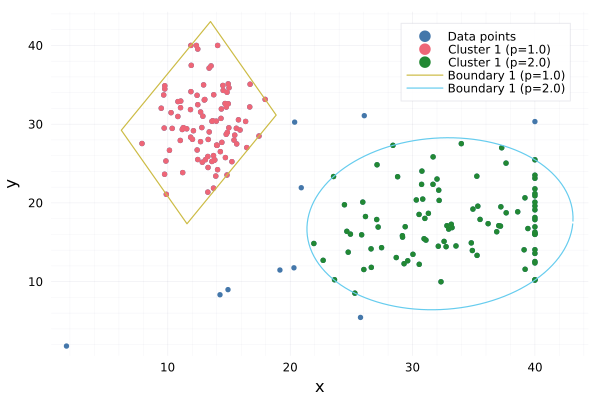 40
30
20
10
y
10
20
30
40
x
Data points
Cluster 1 (p=1.0)
Cluster 1 (p=2.0)
Boundary 1 (p=1.0)
Boundary 1 (p=2.0)